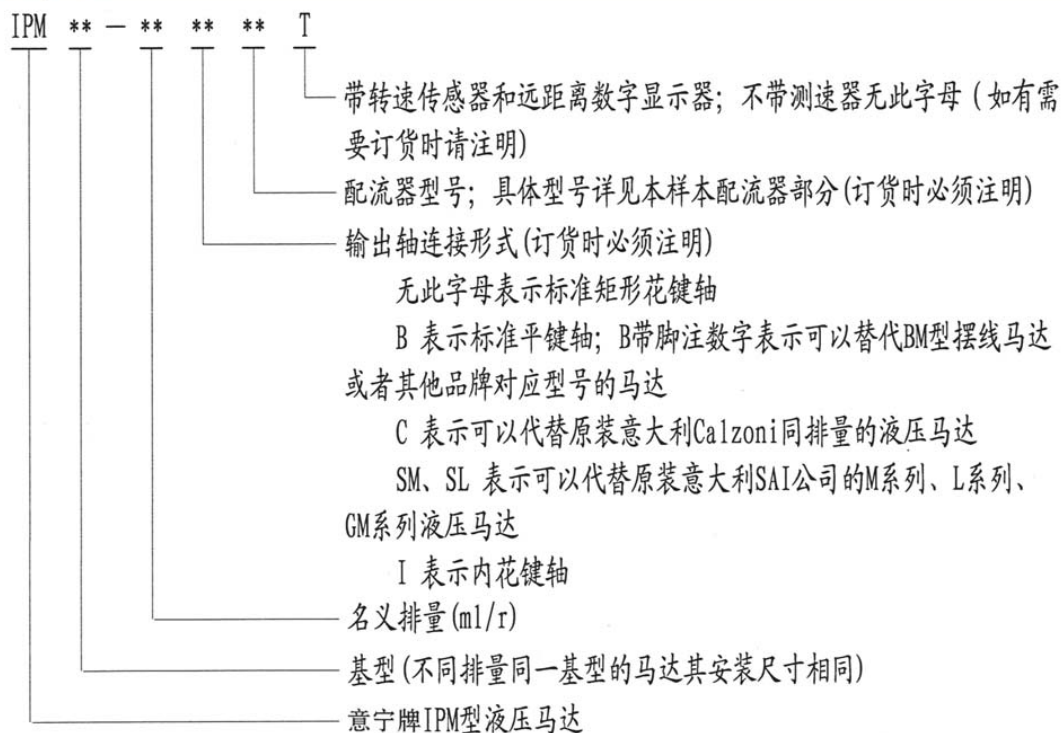 IPM ** — ** ** ** T
带转速传感器和远距离数字显示器; 不带测速器无此字母 (如有需
要订货时请注明)
配流器型号; 具体型号详见本样本配流器部分(订货时必须注明)
输出轴连接形式(订货时必须注明)
无此字母表示标准矩形花键轴
B 表示标准平键轴; B带脚注数字表示可以替代BM型摆线马达
或者其他品牌对应型号的马达
C 表示可以代替原装意大利Calzoni同排量的液压马达
SM、SL 表示可以代替原装意大利SAI公司的M系列、L系列、
GM系列液压马达
I 表示内花键轴
名义排量(ml/r)
基型(不同排量同一基型的马达其安装尺寸相同)
意宁牌IPM型液压马达